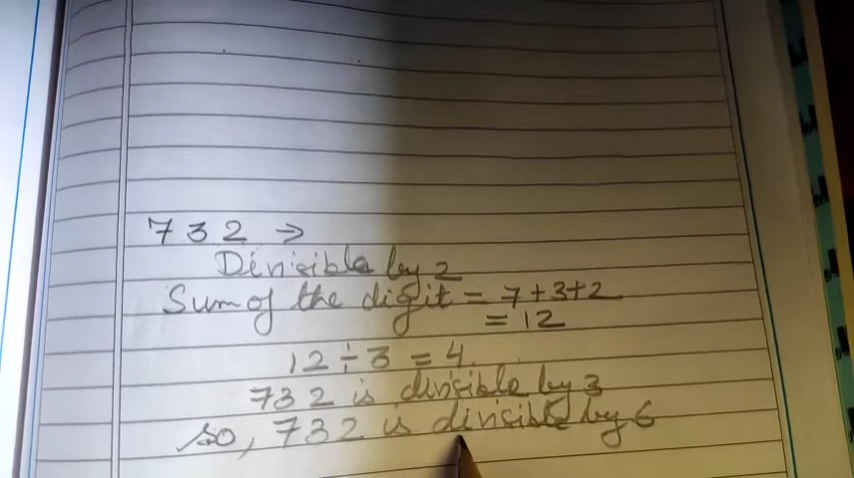 732 →
Divisible by 2
Sum of the digit = 7+3+2
= 12
12 ÷ 3 = 4
732 is divisible by 3
so, 732 is divisible by 6